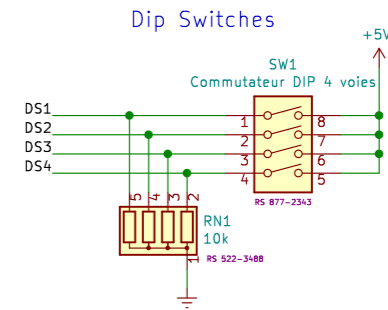 Dip Switches
+5V
SW1
Commutateur DIP 4 voies
DS1
DS2
DS3
DS4
1
2
3
4
8
7
6
5
RS 877-2343
5
4
3
2
RN1
10k
1
RS 522-3488